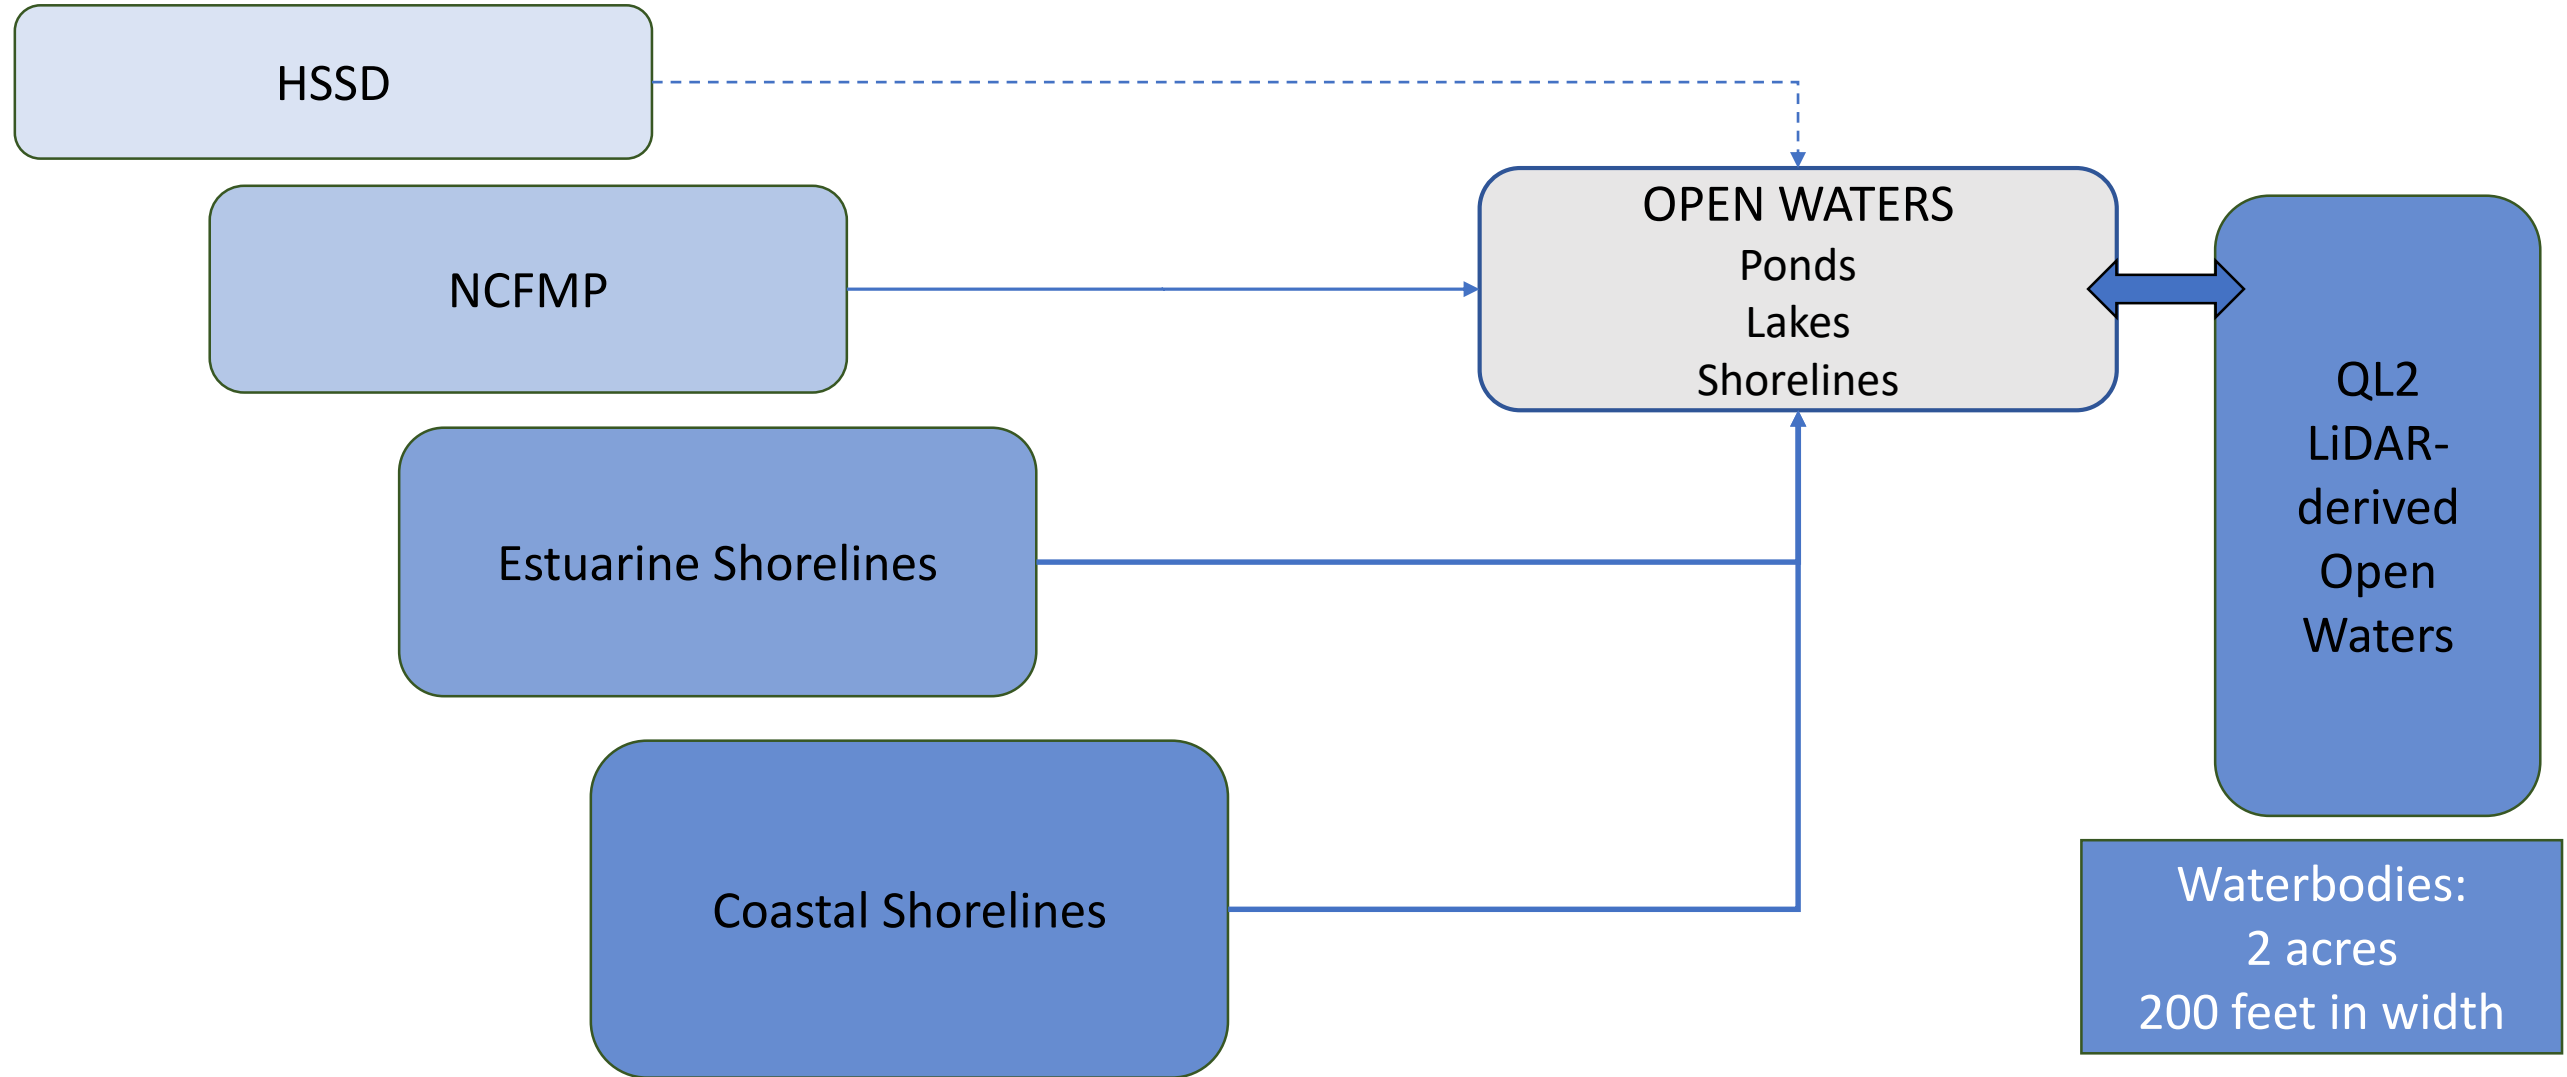 HSSD
NCFMP
Estuarine Shorelines
Coastal Shorelines
OPEN WATERS
Ponds
Lakes
Shorelines
QL2
LiDAR-
derived
Open
Waters
Waterbodies:
2 acres
200 feet in width